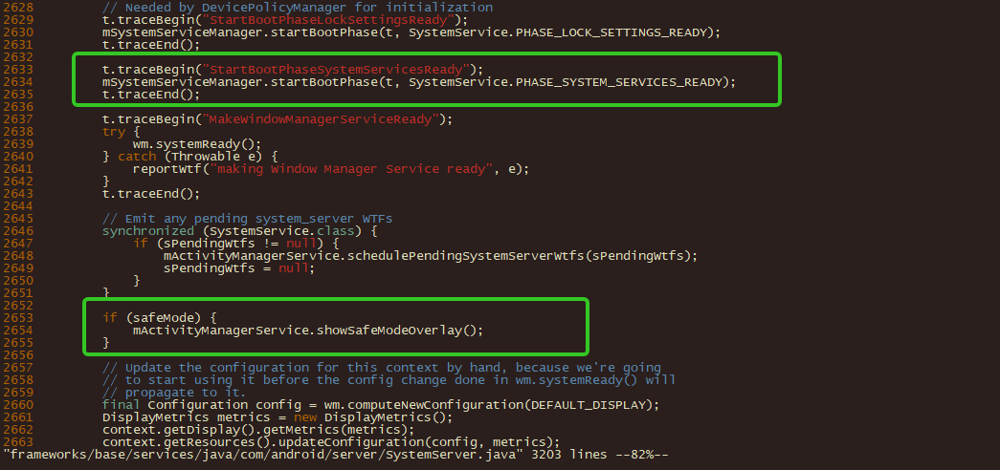 2628         // Needed by DevicePolicyManager for initialization
2629         t.traceBegin("StartBootPhaseLockSettingsReady");
2630         mSystemServiceManager.startBootPhase(t, SystemService.PHASE_LOCK_SETTINGS_READY);
2631         t.traceEnd();
2632
2633         t.traceBegin("StartBootPhaseSystemServicesReady");
2634         mSystemServiceManager.startBootPhase(t, SystemService.PHASE_SYSTEM_SERVICES_READY);
2635         t.traceEnd();
2636
2637         t.traceBegin("MakeWindowManagerServiceReady");
2638         try {
2639             wm.systemReady();
2640         } catch (Throwable e) {
2641             reportWtf("making Window Manager Service ready", e);
2642         }
2643         t.traceEnd();
2644
2645         // Emit any pending system_server WTFs
2646         synchronized (SystemService.class) {
2647             if (sPendingWtfs != null) {
2648                 mActivityManagerService.schedulePendingSystemServerWtfs(sPendingWtfs);
2649                 sPendingWtfs = null;
2650             }
2651         }
2652
2653         if (safeMode) {
2654             mActivityManagerService.showSafeModeOverlay();
2655         }
2656
2657         // Update the configuration for this context by hand, because we're going
2658         // to start using it before the config change done in wm.systemReady() will
2659         // propagate to it.
2660         final Configuration config = wm.computeNewConfiguration(DEFAULT_DISPLAY);
2661         DisplayMetrics metrics = new DisplayMetrics();
2662         context.getDisplay().getMetrics(metrics);
2663         context.getResources().updateConfiguration(config, metrics);
"frameworks/base/services/java/com/android/server/SystemServer.java" 3203 lines --82%--